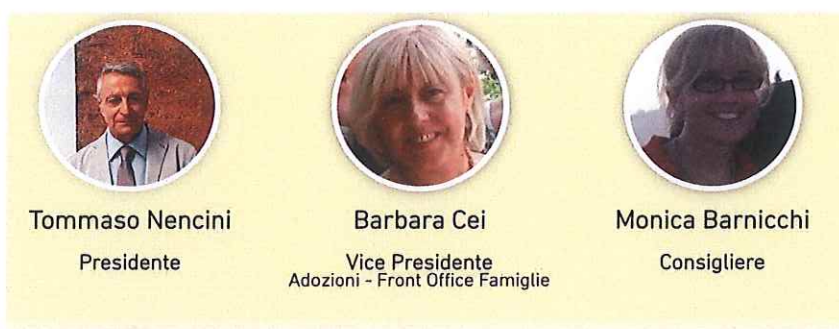 Tommaso Nencini
Presidente
Barbara Cei
Vice Presidente
Adozioni - Front Office Famiglie
Monica Barnicchi
Consigliere